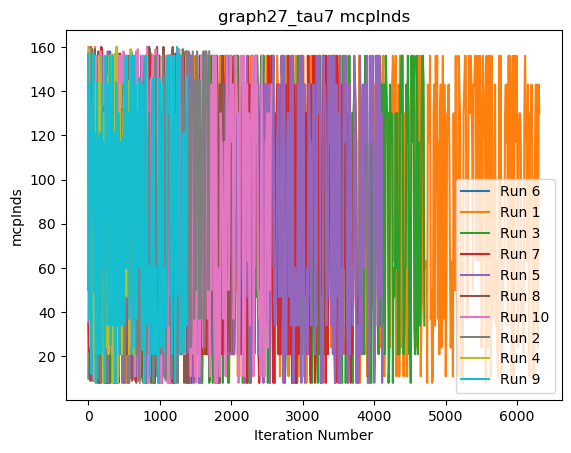 graph27_tau7 mcpInds
mcpInds
160
140
120
100
80
60
40
20
0
1000
2000
3000
4000
5000
6000
Iteration Number
Run 6
Run 1
Run 3
Run 7
Run 5
Run 8
Run 10
Run 2
Run 4
Run 9